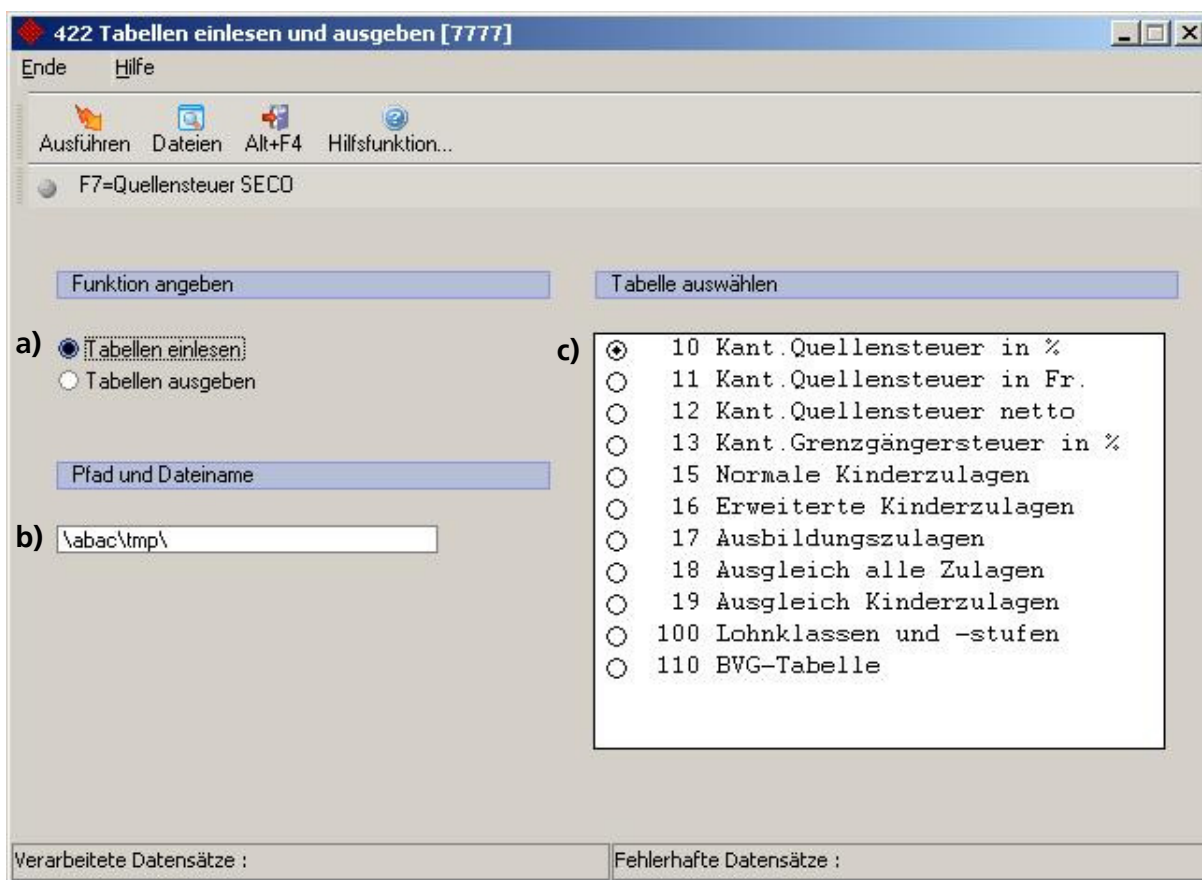 422 Tabellen einlesen und ausgeben [7777]
Ende Hilfe
Ausführen Dateien Alt+F4 Hilfsfunktion...
F7=Quellensteuer SECO
Funktion angeben
a) Tabellen einlesen
Tabellen ausgeben
Pfad und Dateiname
b) \abac\tmp\
Tabelle auswählen
c) 10 Kant.Quellensteuer in %
11 Kant.Quellensteuer in Fr.
12 Kant.Quellensteuer netto
13 Kant.Grenzgängersteuer in %
15 Normale Kinderzulagen
16 Erweiterte Kinderzulagen
17 Ausbildungszulagen
18 Ausgleich alle Zulagen
19 Ausgleich Kinderzulagen
100 Lohnklassen und -stufen
110 BVG-Tabelle
Verarbeitete Datensätze :
Fehlerhafte Datensätze :